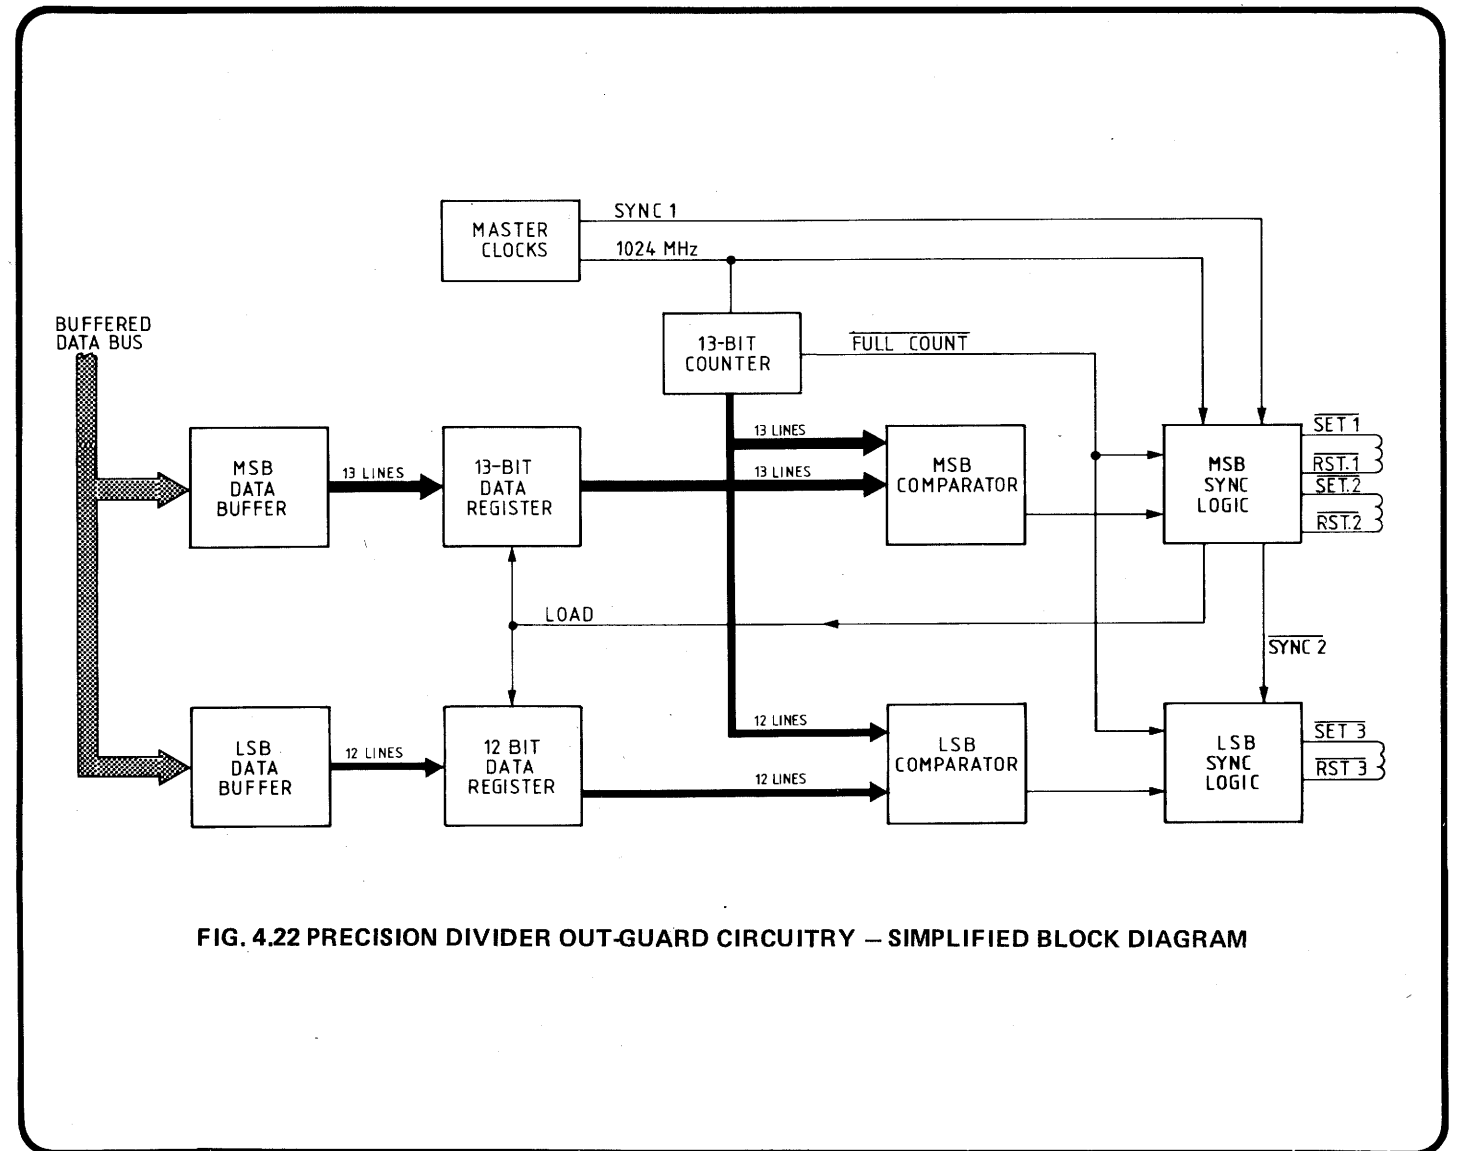 SYNC 1
MASTER
CLOCKS
1024 MHz
BUFFERED
DATA BUS
13-BIT
COUNTER
FULL COUNT
MSB
DATA
BUFFER
13 LINES
13-BIT
DATA
REGISTER
13 LINES
13 LINES
MSB
COMPARATOR
MSB
SYNC
LOGIC
SET 1
RST.1
SET.2
RST.2
LOAD
SYNC 2
LSB
DATA
BUFFER
12 LINES
12 BIT
DATA
REGISTER
12 LINES
12 LINES
LSB
COMPARATOR
LSB
SYNC
LOGIC
SET 3
RST 3
FIG. 4.22 PRECISION DIVIDER OUT-GUARD CIRCUITRY – SIMPLIFIED BLOCK DIAGRAM